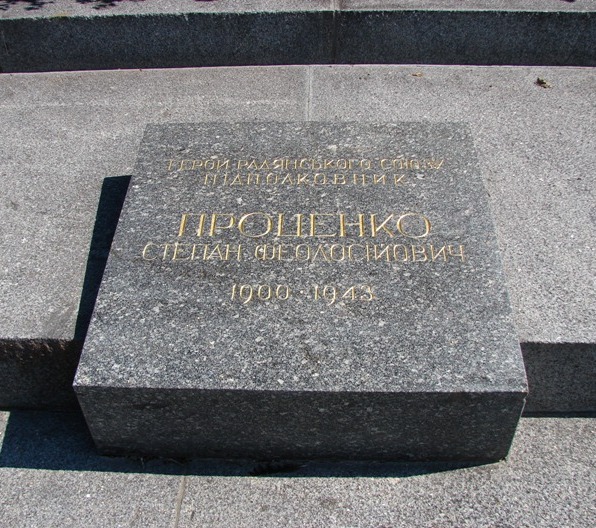 ГЕРОЙ РАДЯНСЬКОГО СОЮЗУ
ПІДПОЛКОВНИК
ПРОЦЕНКО
СТЕПАН ФЕОДОСІЙОВИЧ
1900 - 1943